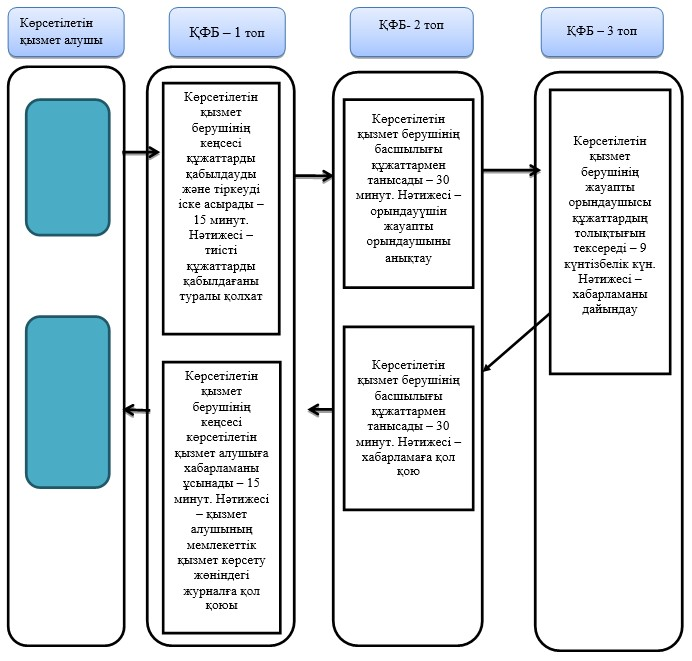 Көрсетілетін
қызмет алушы
ҚФБ – 1 топ
ҚФБ- 2 топ
ҚФБ – 3 топ
Көрсетілетін
қызмет
берушінің
кеңсесі
құжаттарды
қабылдауды
және тіркеуді
іске асырады –
15 минут.
Нәтижесі –
тиісті
құжаттарды
қабылдағаны
туралы қолхат
Көрсетілетін
қызмет берушінің
басшылығы
құжаттармен
танысады – 30
минут. Нәтижесі –
орындауүшін
жауапты
орындаушыны
анықтау
Көрсетілетін
қызмет
берушінің
жауапты
орындаушысы
құжаттардың
толықтығын
тексереді – 9
күнтізбелік күн.
Нәтижесі –
хабарламаны
дайындау
Көрсетілетін
қызмет берушінің
басшылығы
құжаттармен
танысады – 30
минут. Нәтижесі –
хабарламаға қол
қою
Көрсетілетін
қызмет
берушінің
кеңсесі
көрсетілетін
қызмет алушыға
хабарламаны
ұсынады – 15
минут. Нәтижесі
– қызмет
алушының
мемлекеттік
қызмет көрсету
жөніндегі
журналға қол
қоюы